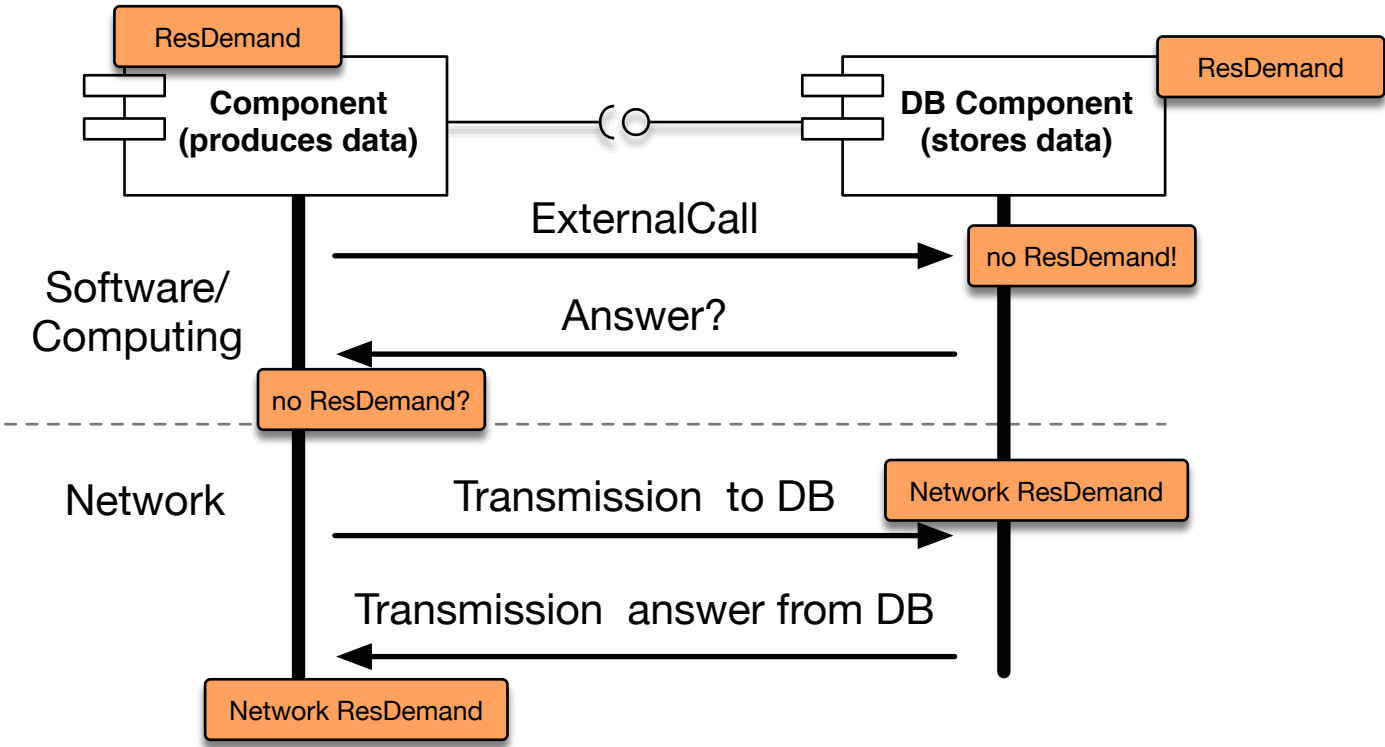 ResDemand
ResDemand
Component
(produces data)
DB Component
(stores data)
ExternalCall
no ResDemand!
Software/
Computing
Answer?
no ResDemand?
Network
Transmission to DB
Network ResDemand
Transmission answer from DB
Network ResDemand